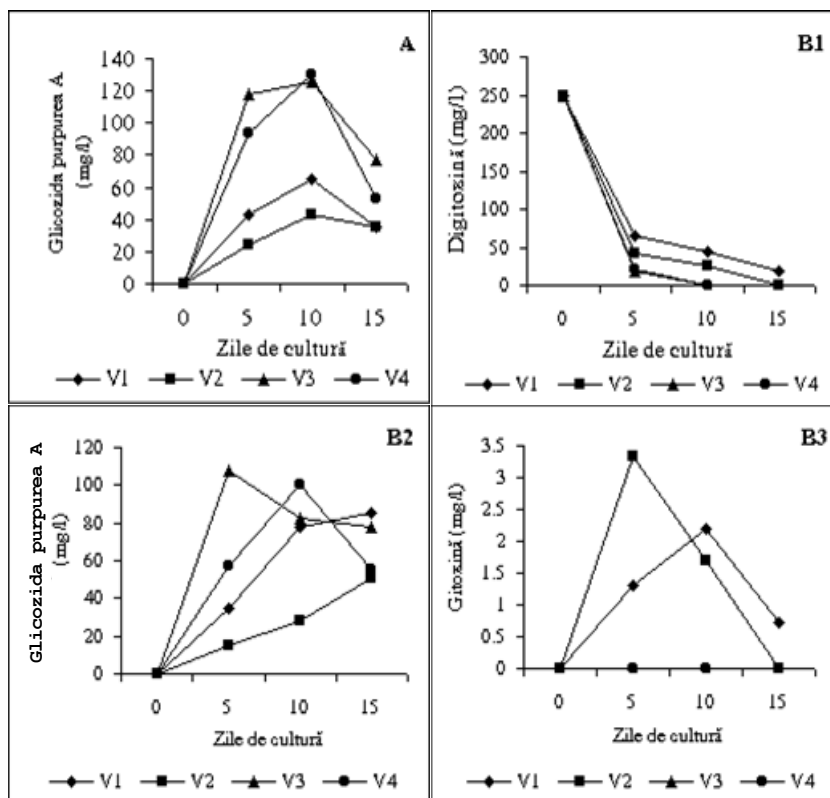 A
Glicozida purpurea A
(mg/l)
140
120
100
80
60
40
20
0
0 5 10 15
Zile de cultură
V1 V2 V3 V4
B1
Digitoxină (mg/l)
300
250
200
150
100
50
0
0 5 10 15
Zile de cultură
V1 V2 V3 V4
B2
Glicozida purpurea A
(mg/l)
120
100
80
60
40
20
0
0 5 10 15
Zile de cultură
V1 V2 V3 V4
B3
Gitoxină (mg/l)
3.5
3
2.5
2
1.5
1
0.5
0
0 5 10 15
Zile de cultură
V1 V2 V3 V4